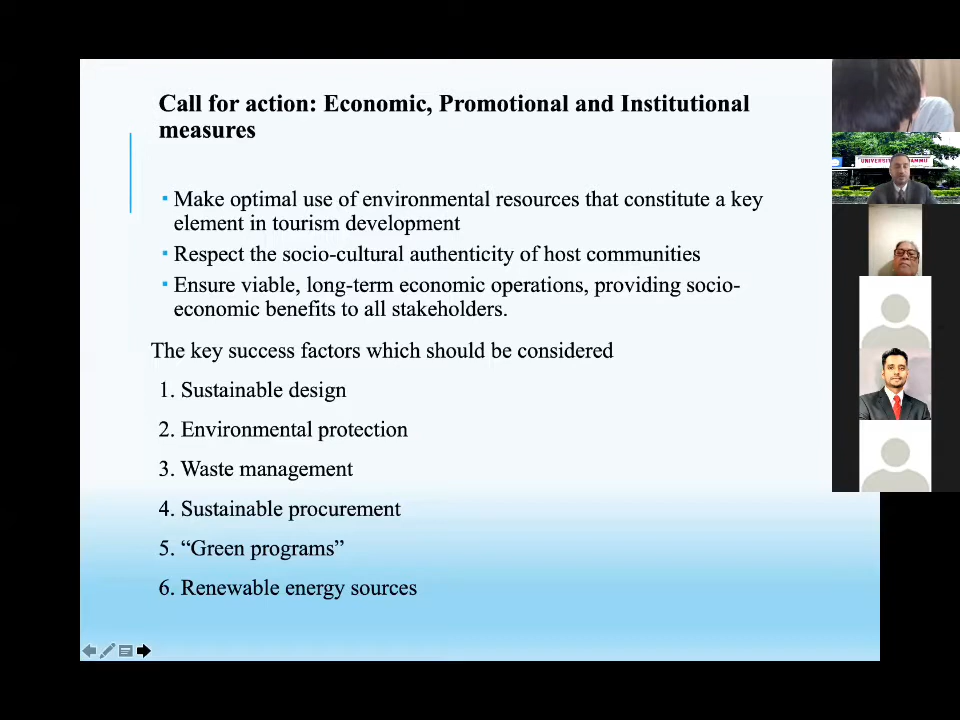 Call for action: Economic, Promotional and Institutional
measures
Make optimal use of environmental resources that constitute a key
element in tourism development
Respect the socio-cultural authenticity of host communities
Ensure viable, long-term economic operations, providing socio-
economic benefits to all stakeholders.
The key success factors which should be considered
1. Sustainable design
2. Environmental protection
3. Waste management
4. Sustainable procurement
5. “Green programs”
6. Renewable energy sources